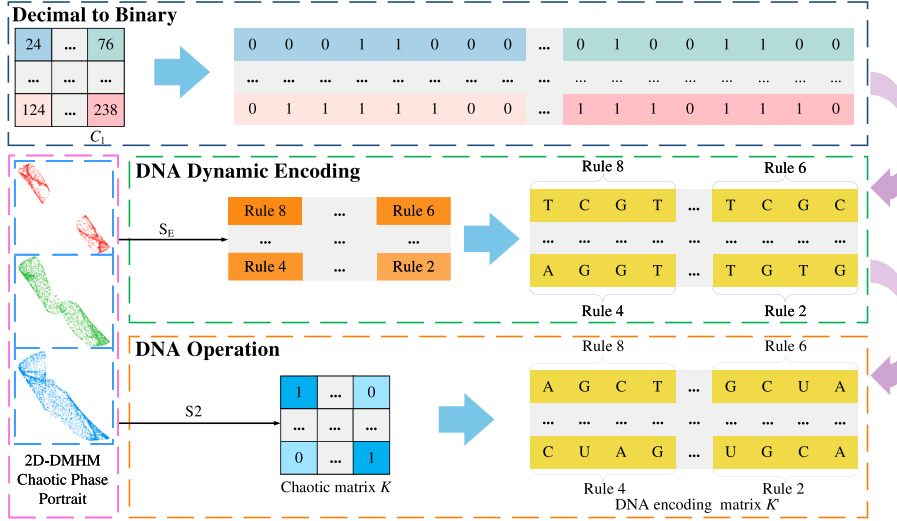 Decimal to Binary
24 ... 76
... ... ...
124 ... 238
C1
0 0 0 1 1 0 0 0 ... 0 1 0 0 1 1 0 0
... ... ... ... ... ... ... ... ... ... ... ... ... ... ... ...
0 1 1 1 1 1 0 0 ... 1 1 1 0 1 1 1 0
DNA Dynamic Encoding
SE
Rule 8 ... Rule 6
... ... ...
Rule 4 ... Rule 2
Rule 8 Rule 6
T C G T ... T C G C
... ... ... ... ... ... ... ... ...
A G G T ... T G T G
Rule 4 Rule 2
DNA Operation
S2
1 ... 0
... ... ...
0 ... 1
Chaotic matrix K
Rule 8 Rule 6
A G C T ... G C U A
... ... ... ... ... ... ... ... ...
C U A G ... U G C A
Rule 4 Rule 2
DNA encoding matrix K'
2D-DMHM
Chaotic Phase
Portrait